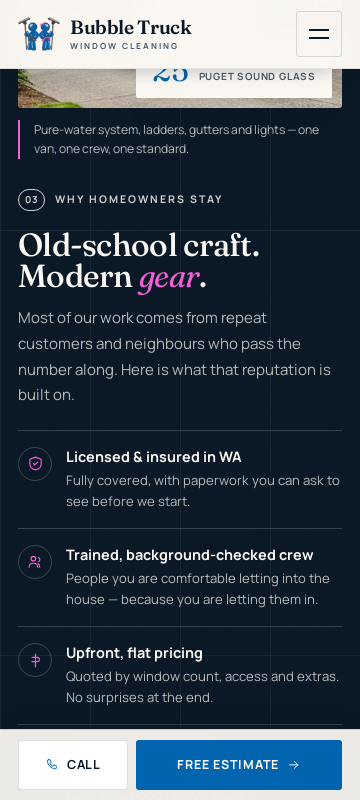 Bubble Truck
WINDOW CLEANING
25 PUGET SOUND GLASS
Pure-water system, ladders, gutters and lights — one
van, one crew, one standard.
03 WHY HOMEOWNERS STAY
Old-school craft.
Modern gear.
Most of our work comes from repeat
customers and neighbours who pass the
number along. Here is what that reputation is
built on.
Licensed & insured in WA
Fully covered, with paperwork you can ask to
see before we start.
Trained, background-checked crew
People you are comfortable letting into the
house — because you are letting them in.
Upfront, flat pricing
Quoted by window count, access and extras.
No surprises at the end.
CALL
FREE ESTIMATE →